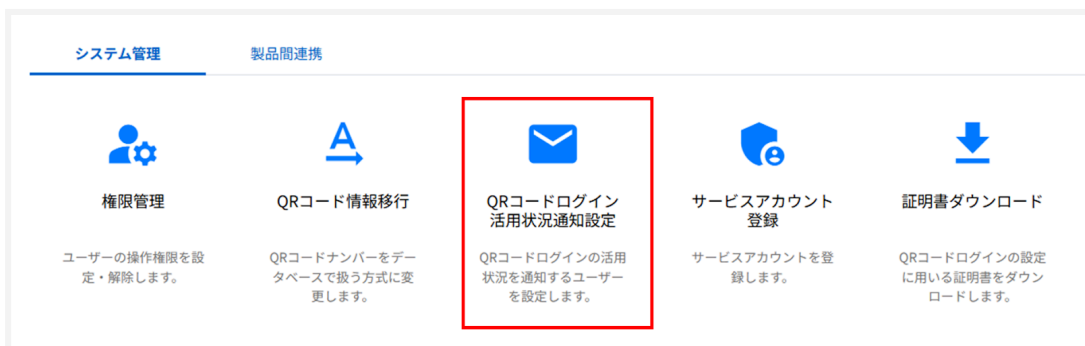 システム管理
製品間連携
権限管理
ユーザーの操作権限を設
定・解除します。
QRコード情報移行
QRコードナンバーをデー
タベースで扱う方式に変
更します。
QRコードログイン
活用状況通知設定
QRコードログインの活用
状況を通知するユーザー
を設定します。
サービスアカウント
登録
サービスアカウントを登
録します。
証明書ダウンロード
QRコードログインの設定
に用いる証明書をダウン
ロードします。